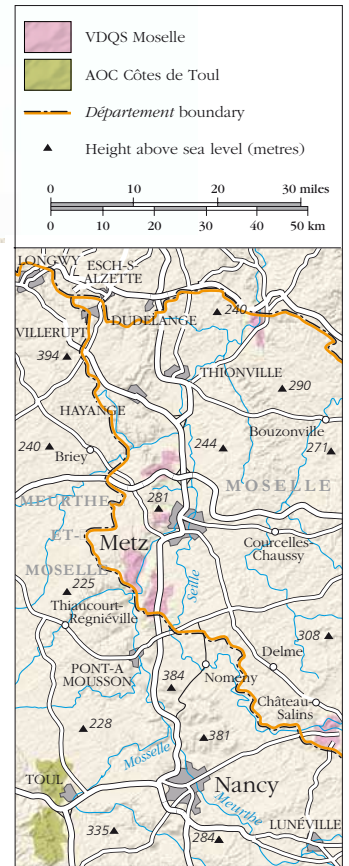 VDQS Moselle
AOC Côtes de Toul
Département boundary
Height above sea level (metres)
0 10 20 30 miles
0 10 20 30 40 50 km
LONGWY
ESCH-S-
ALZETTE
DUDELANGE
240
VILLERUPT
394
THIONVILLE
290
HAYANGE
Bouzonville
240
244
271
Briey
MOSELLE
MEURTHE-
281
ET-
Metz
Courcelles-
Chaussy
MOSELLE
Seille
225
Thiaucourt-
Regniéville
308
Delme
PONT-A
MOUSSON
Nomeny
384
Château-
Salins
228
381
Mosselle
TOUL
Nancy
Meurthe
335
284
LUNÉVILLE